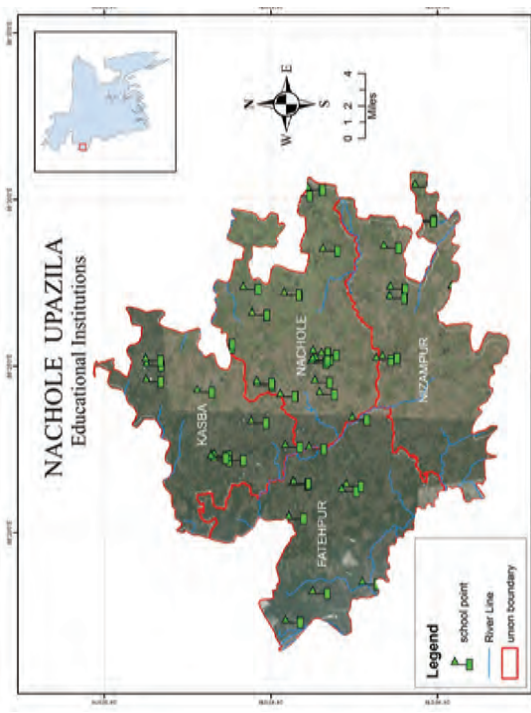 NACHOLE UPAZILA
Educational Institutions
N
W
E
S
0 1 2 4
Miles
KASBA
NACHOLE
FATEHPUR
NIZAMPUR
Legend
school point
River Line
union boundary